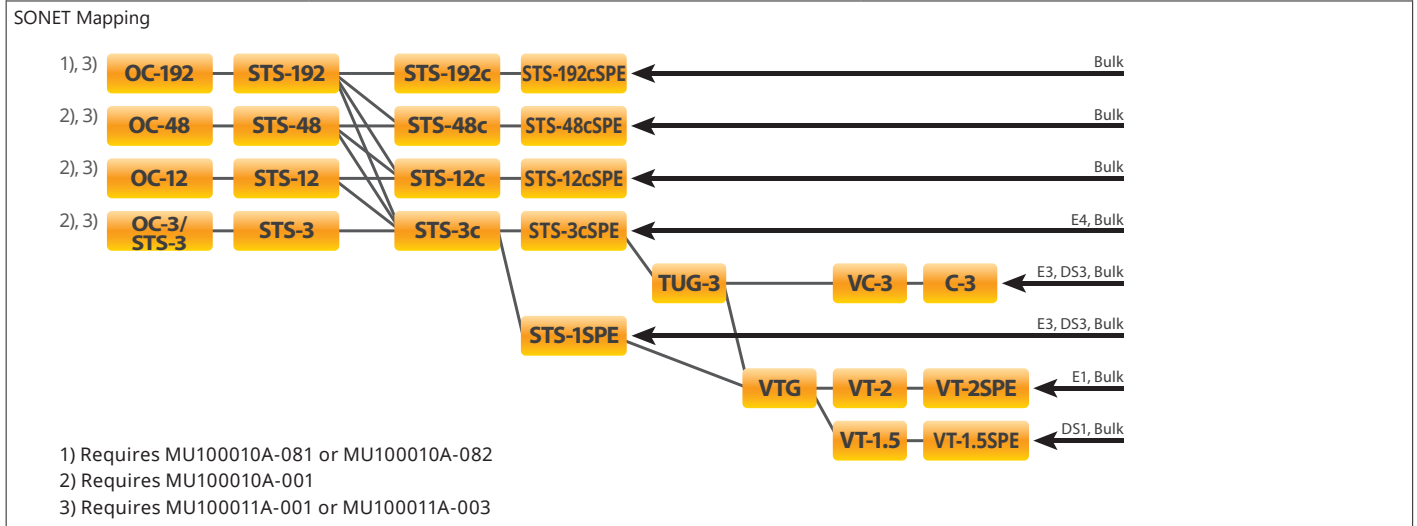 SONET Mapping
1), 3) OC-192 STS-192 STS-192c STS-192cSPE Bulk
2), 3) OC-48 STS-48 STS-48c STS-48cSPE Bulk
2), 3) OC-12 STS-12 STS-12c STS-12cSPE Bulk
2), 3) OC-3/ STS-3 STS-3c STS-3cSPE E4, Bulk
STS-3
TUG-3 VC-3 C-3 E3, DS3, Bulk
STS-1SPE E3, DS3, Bulk
VTG VT-2 VT-2SPE E1, Bulk
VT-1.5 VT-1.5SPE DS1, Bulk
1) Requires MU100010A-081 or MU100010A-082
2) Requires MU100010A-001
3) Requires MU100011A-001 or MU100011A-003